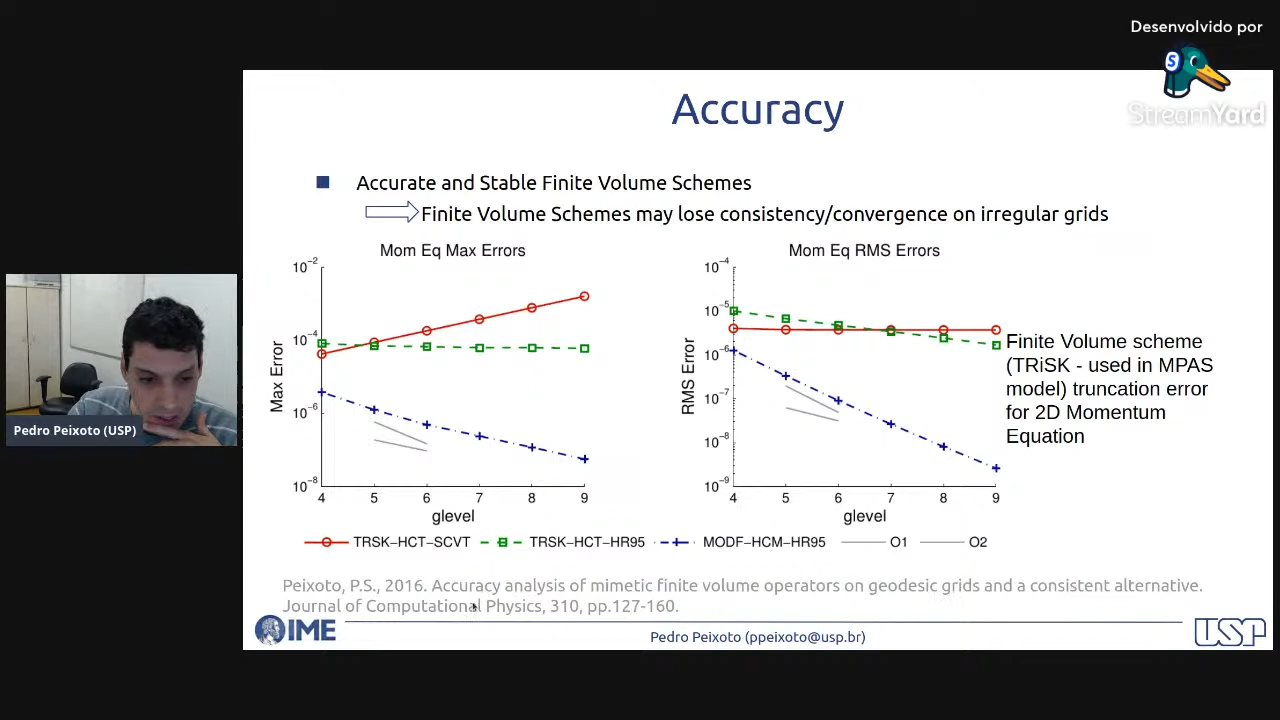 Desenvolvido por
S
StreamYard
Accuracy
Accurate and Stable Finite Volume Schemes
Finite Volume Schemes may lose consistency/convergence on irregular grids
Mom Eq Max Errors
10−2
10−4
10−6
10−8
Max Error
4 5 6 7 8 9
glevel
Mom Eq RMS Errors
10−4
10−5
10−6
10−7
10−8
10−9
RMS Error
4 5 6 7 8 9
glevel
Finite Volume scheme
(TRiSK - used in MPAS
model) truncation error
for 2D Momentum
Equation
TRSK−HCT−SCVT TRSK−HCT−HR95 MODF−HCM−HR95 O1 O2
Peixoto, P.S., 2016. Accuracy analysis of mimetic finite volume operators on geodesic grids and a consistent alternative.
Journal of Computational Physics, 310, pp.127-160.
IME
Pedro Peixoto (ppeixoto@usp.br)
USP
Pedro Peixoto (USP)